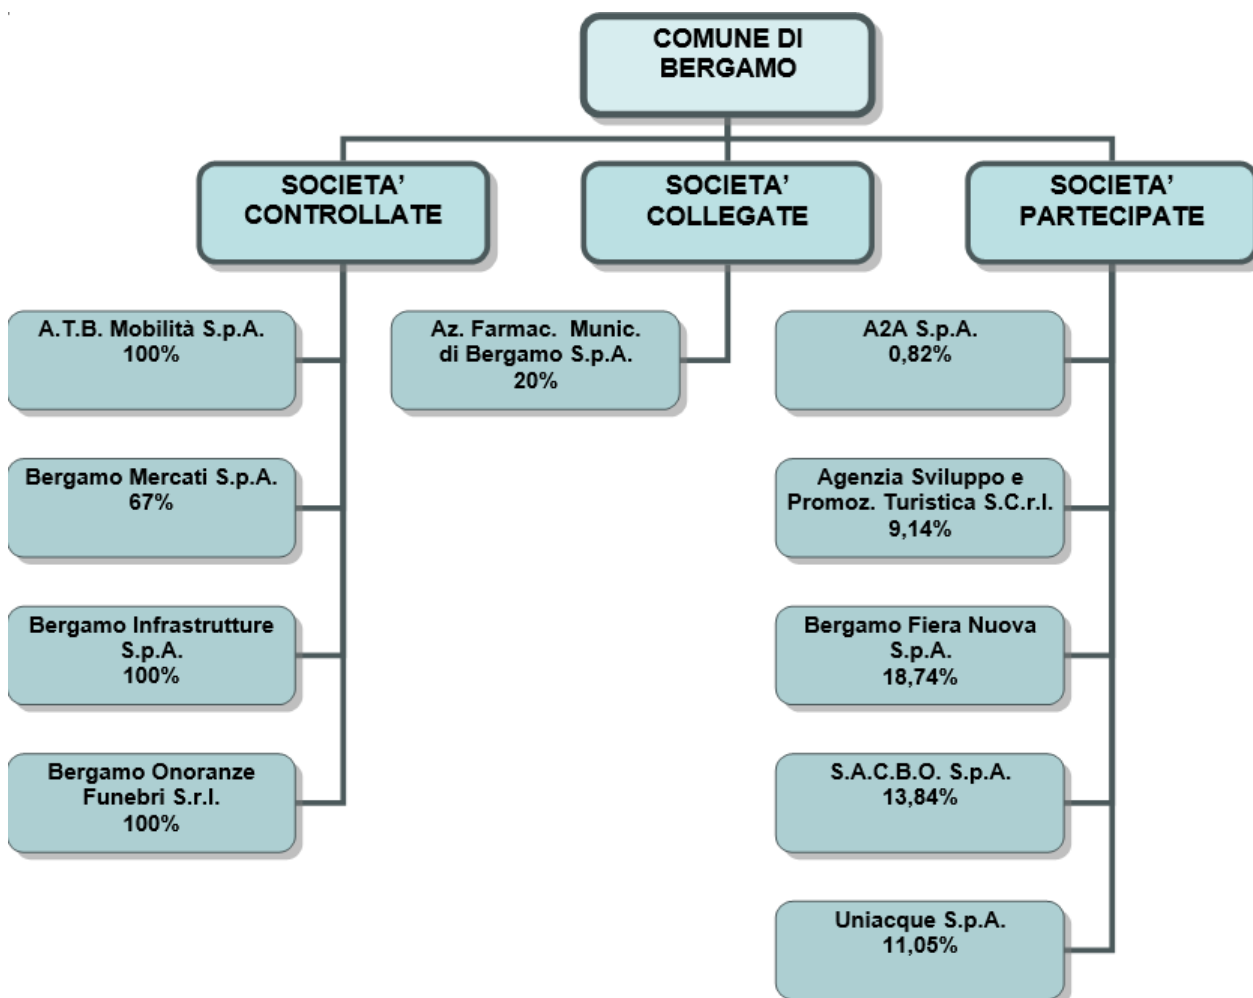 COMUNE DI
BERGAMO
SOCIETA’
CONTROLLATE
SOCIETA’
COLLEGATE
SOCIETA’
PARTECIPATE
A.T.B. Mobilità S.p.A.
100%
Bergamo Mercati S.p.A.
67%
Bergamo Infrastrutture
S.p.A.
100%
Bergamo Onoranze
Funebri S.r.l.
100%
Az. Farmac. Munic.
di Bergamo S.p.A.
20%
A2A S.p.A.
0,82%
Agenzia Sviluppo e
Promoz. Turistica S.C.r.l.
9,14%
Bergamo Fiera Nuova
S.p.A.
18,74%
S.A.C.B.O. S.p.A.
13,84%
Uniacque S.p.A.
11,05%